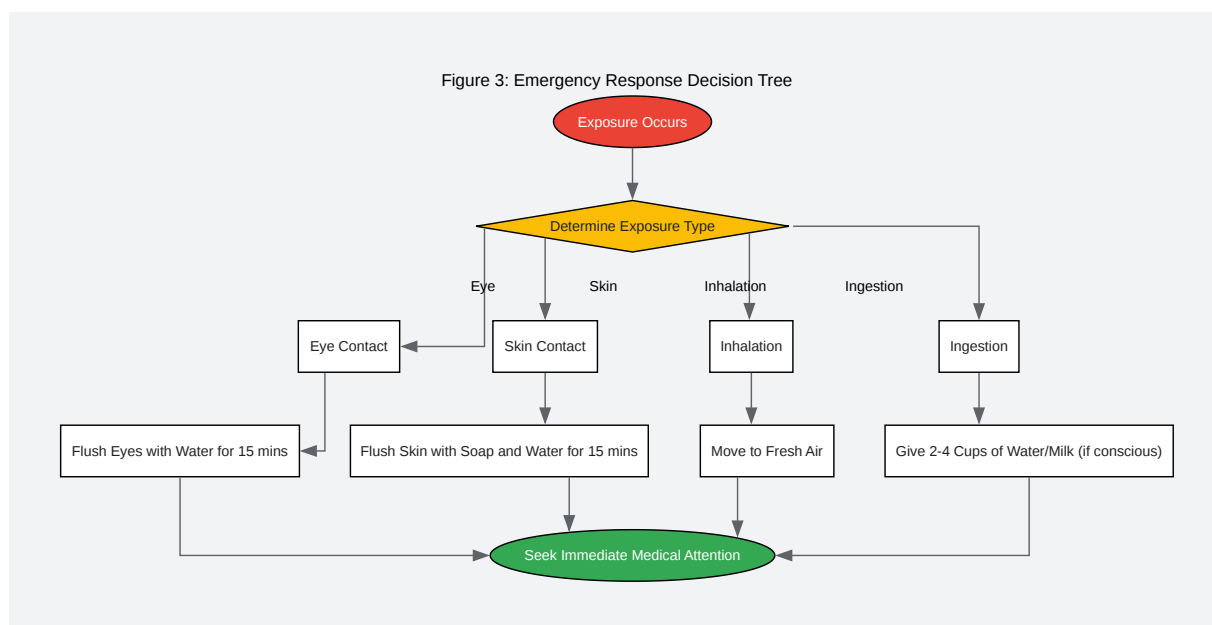 Figure 3: Emergency Response Decision Tree
Exposure Occurs
Determine Exposure Type
Eye
Skin
Inhalation
Ingestion
Eye Contact
Skin Contact
Inhalation
Ingestion
Flush Eyes with Water for 15 mins
Flush Skin with Soap and Water for 15 mins
Move to Fresh Air
Give 2-4 Cups of Water/Milk (if conscious)
Seek Immediate Medical Attention